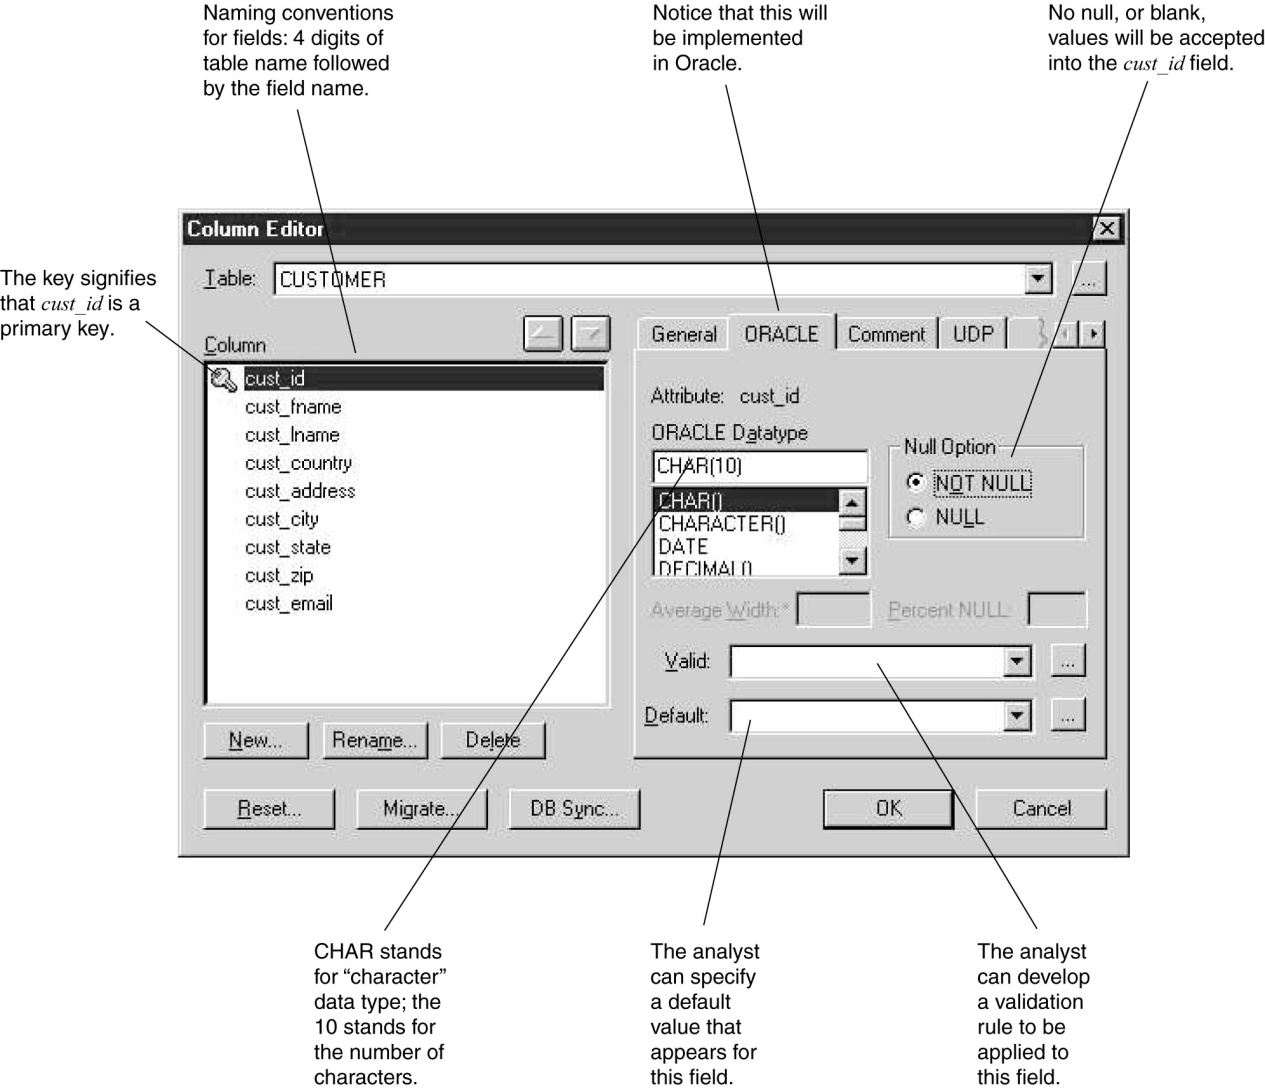 Naming conventions
for fields: 4 digits of
table name followed
by the field name.
Notice that this will
be implemented
in Oracle.
No null, or blank,
values will be accepted
into the cust_id field.
The key signifies
that cust_id is a
primary key.
Column Editor
Table: CUSTOMER ...
Column
cust_id
cust_fname
cust_lname
cust_country
cust_address
cust_city
cust_state
cust_zip
cust_email
General ORACLE Comment UDP
Attribute: cust_id
ORACLE Datatype
CHAR(10)
CHAR()
CHARACTER()
DATE
DECIMAL()
Null Option
NOT NULL
NULL
Average Width:* Percent NULL:
Valid: ...
Default: ...
New... Rename... Delete
Reset... Migrate... DB Sync... OK Cancel
CHAR stands
for “character”
data type; the
10 stands for
the number of
characters.
The analyst
can specify
a default
value that
appears for
this field.
The analyst
can develop
a validation
rule to be
applied to
this field.